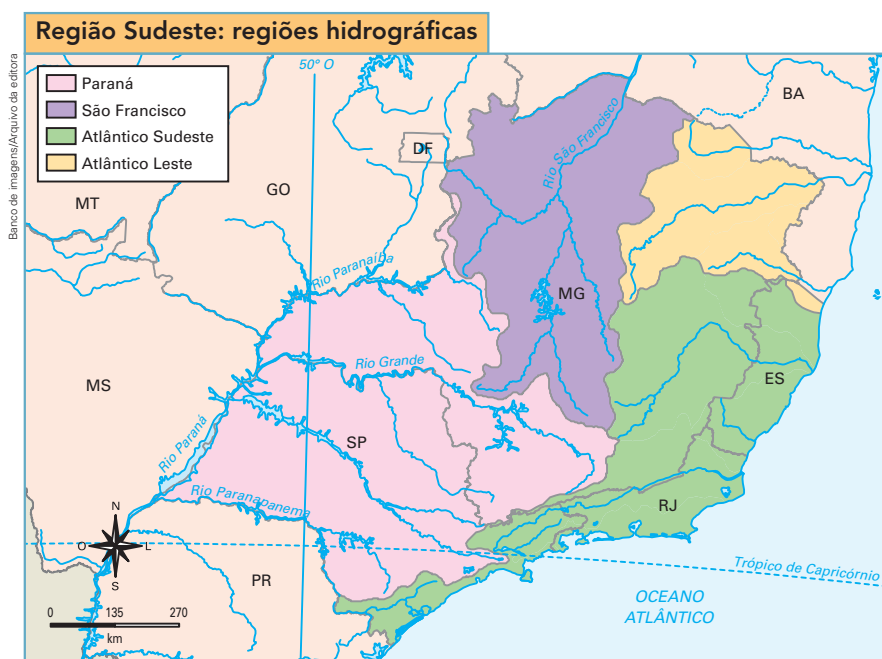 Região Sudeste: regiões hidrográficas
Banco de imagens/Arquivo da editora
Paraná
São Francisco
Atlântico Sudeste
Atlântico Leste
50° O
BA
DF
Rio São Francisco
GO
MT
Rio Paranaíba
MG
Rio Grande
MS
ES
SP
Rio Paraná
Rio Paranapanema
RJ
N
O
L
S
Trópico de Capricórnio
PR
OCEANO
ATLÂNTICO
0 135 270
km